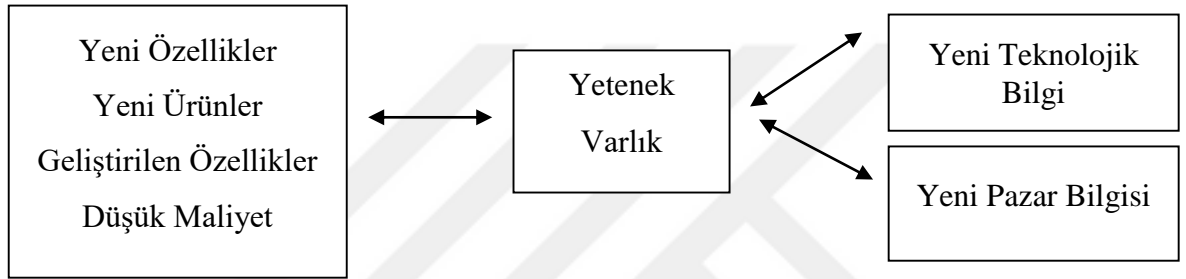 Yeni Özellikler
Yeni Ürünler
Geliştirilen Özellikler
Düşük Maliyet
Yetenek
Varlık
Yeni Teknolojik
Bilgi
Yeni Pazar Bilgisi